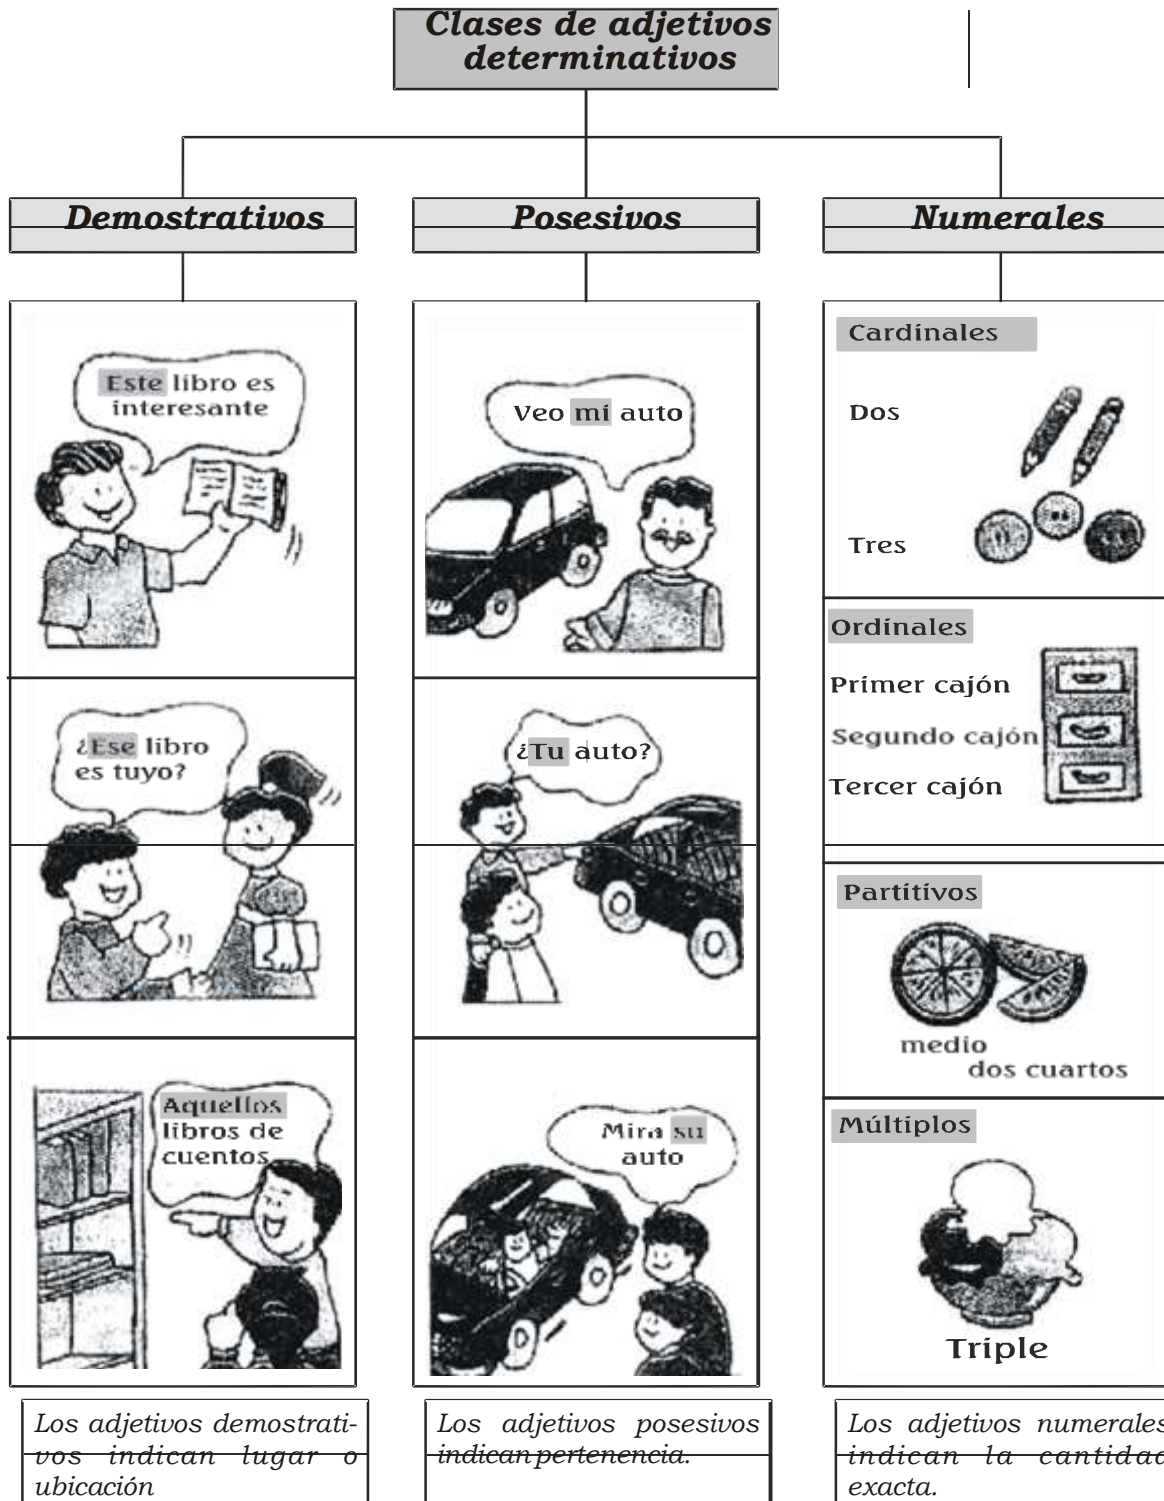 Clases de adjetivos
determinativos
Demostrativos
Este libro es
interesante
¿Ese libro
es tuyo?
Aquellos
libros de
cuentos
Los adjetivos demostrati-
vos indican lugar o
ubicación
Posesivos
Veo mi auto
¿Tu auto?
Mira su
auto
Los adjetivos posesivos
indican pertenencia.
Numerales
Cardinales
Dos
Tres
Ordinales
Primer cajón
Segundo cajón
Tercer cajón
Partitivos
medio
dos cuartos
Múltiplos
Triple
Los adjetivos numerales
indican la cantidad
exacta.